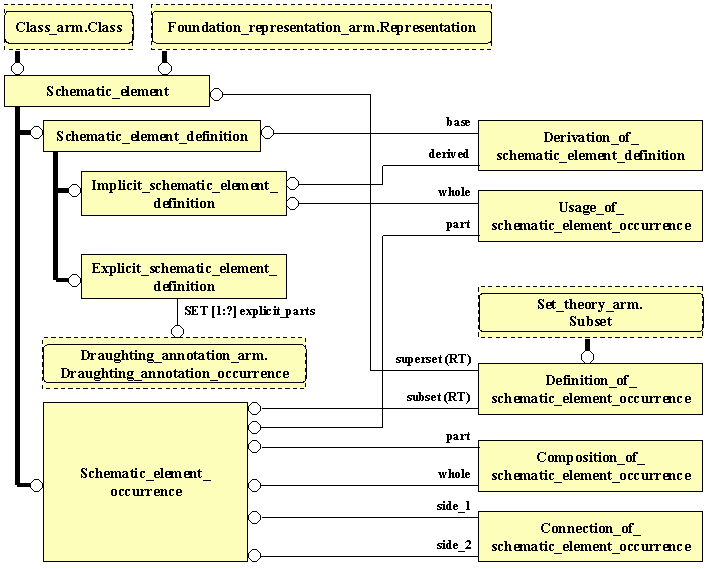 Class_arm.Class
Foundation_representation_arm.Representation
Schematic_element
Schematic_element_definition
base
Derivation_of_
schematic_element_definition
derived
Implicit_schematic_element_
definition
whole
Usage_of_
schematic_element_occurrence
part
Explicit_schematic_element_
definition
SET [1:?] explicit_parts
Set_theory_arm.
Subset
Draughting_annotation_arm.
Draughting_annotation_occurrence
superset (RT)
Definition_of_
schematic_element_occurrence
subset (RT)
Schematic_element_
occurrence
part
Composition_of_
schematic_element_occurrence
whole
side_1
Connection_of_
schematic_element_occurrence
side_2